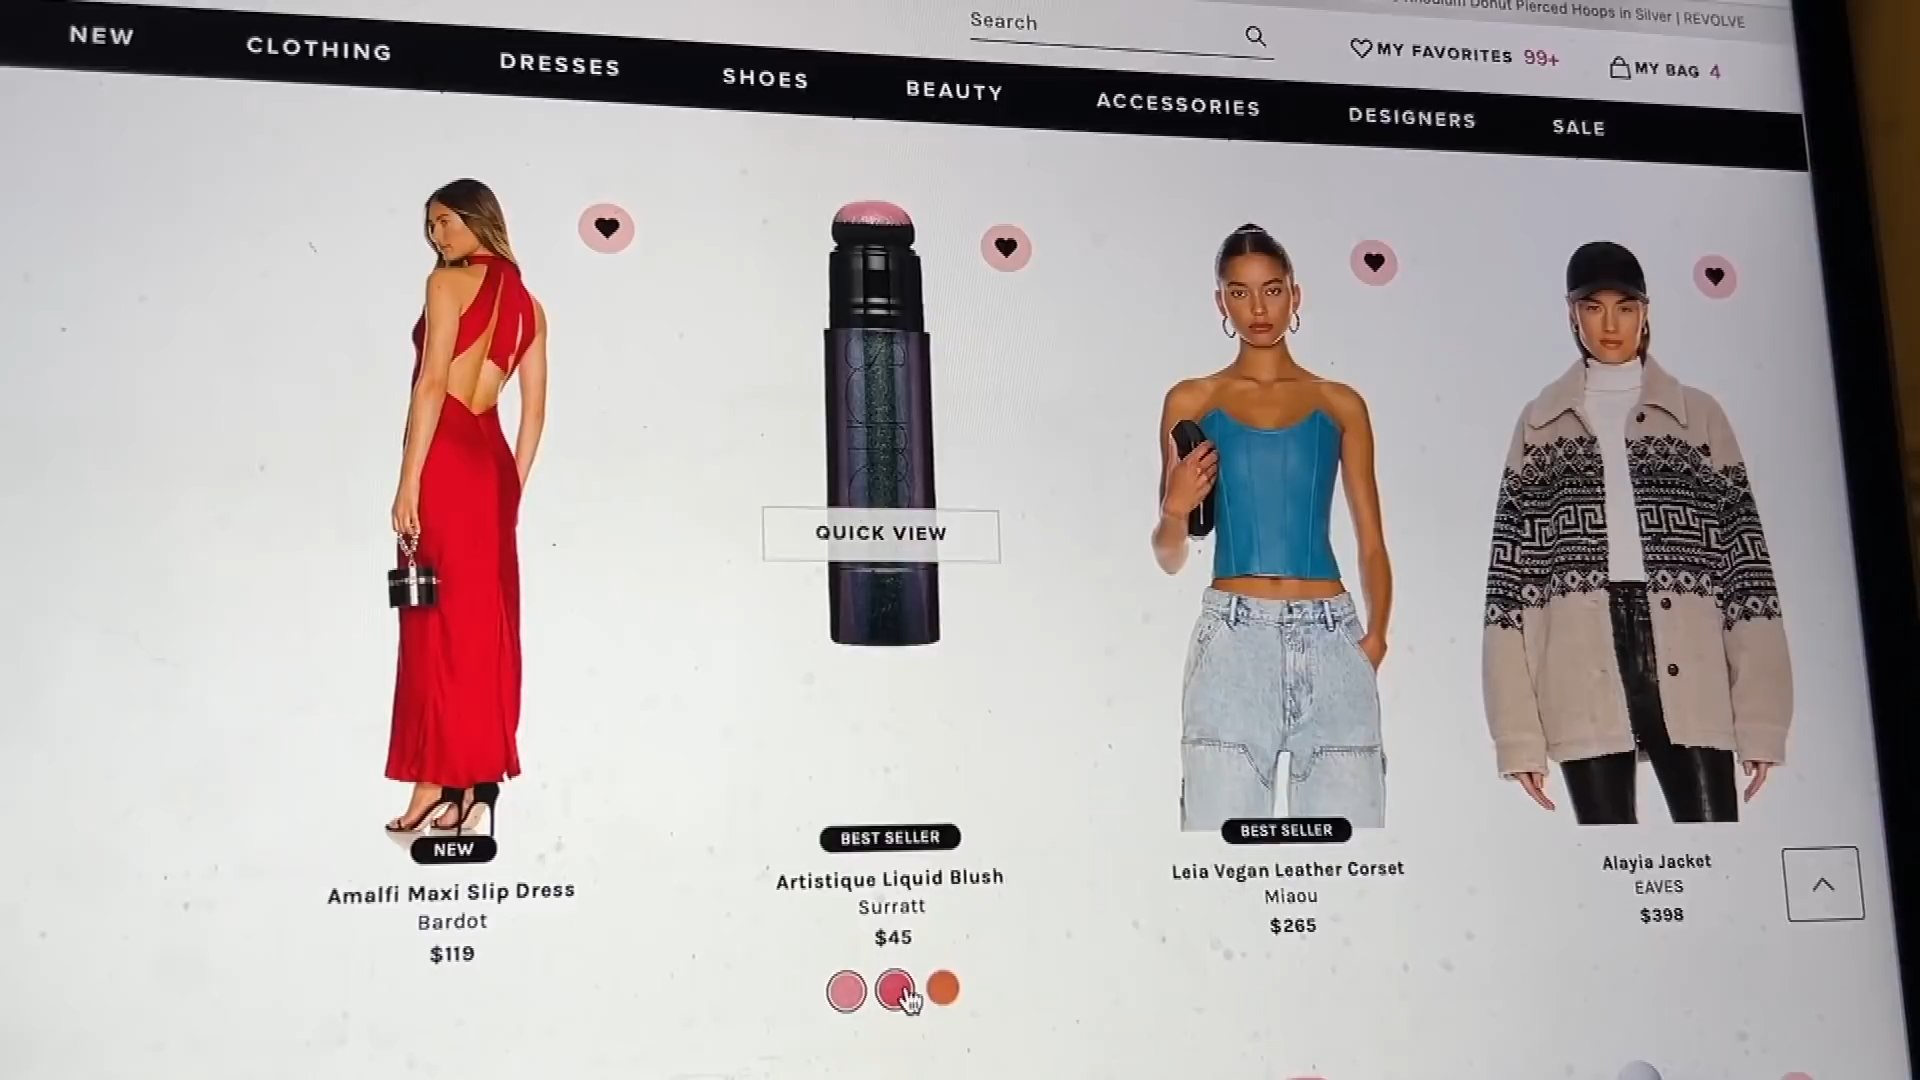 Donut Pierced Hoops in Silver | REVOLVE
Search
MY FAVORITES 99+
MY BAG 4
NEW
CLOTHING
DRESSES
SHOES
BEAUTY
ACCESSORIES
DESIGNERS
SALE
QUICK VIEW
NEW
Amalfi Maxi Slip Dress
Bardot
$119
BEST SELLER
Artistique Liquid Blush
Surratt
$45
BEST SELLER
Leia Vegan Leather Corset
Miaou
$265
Alayia Jacket
EAVES
$398